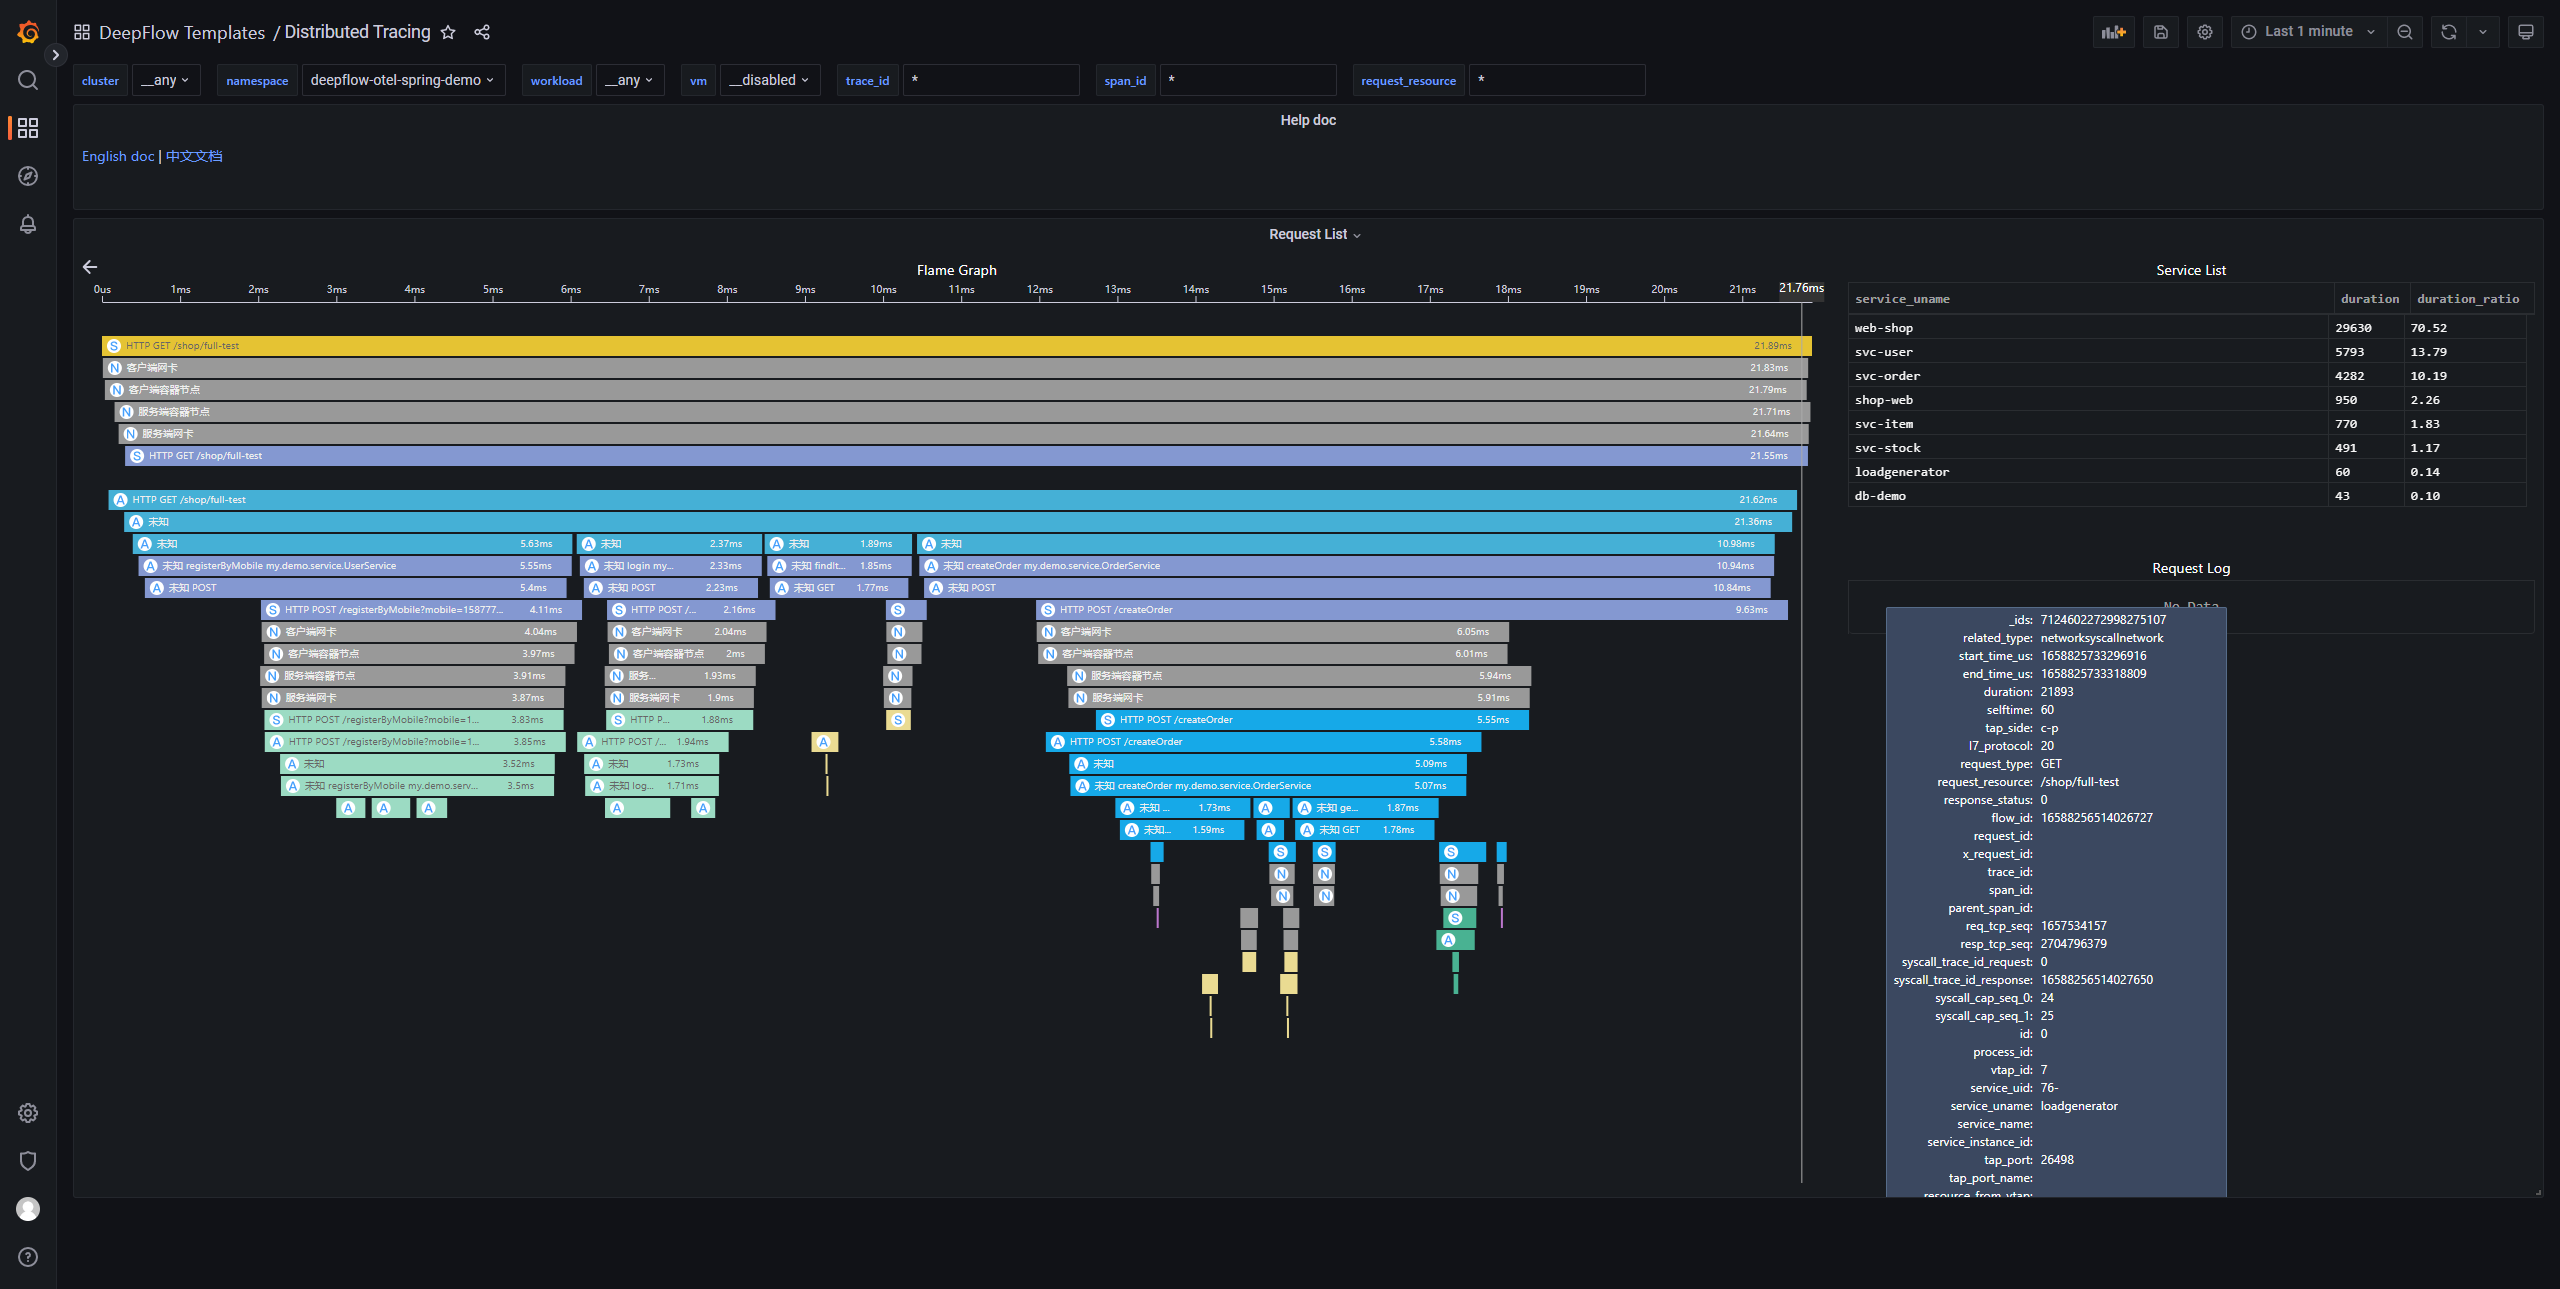 DeepFlow Templates / Distributed Tracing
Last 1 minute
cluster __any namespace deepflow-otel-spring-demo workload __any vm __disabled trace_id * span_id * request_resource *
Help doc
English doc | 中文文档
Request List
Flame Graph
0us 1ms 2ms 3ms 4ms 5ms 6ms 7ms 8ms 9ms 10ms 11ms 12ms 13ms 14ms 15ms 16ms 17ms 18ms 19ms 20ms 21ms 21.76ms
S HTTP GET /shop/full-test 21.89ms
N 客户端网卡 21.83ms
N 客户端容器节点 21.79ms
N 服务端容器节点 21.71ms
N 服务端网卡 21.64ms
S HTTP GET /shop/full-test 21.55ms
A HTTP GET /shop/full-test 21.62ms
A 未知 21.36ms
A 未知 5.63ms A 未知 2.37ms A 未知 1.89ms A 未知 10.98ms
A 未知 registerByMobile my.demo.service.UserService 5.55ms A 未知 login my... 2.33ms A 未知 findIt... 1.85ms A 未知 createOrder my.demo.service.OrderService 10.94ms
A 未知 POST 5.4ms A 未知 POST 2.23ms A 未知 GET 1.77ms A 未知 POST 10.84ms
S HTTP POST /registerByMobile?mobile=158777... 4.11ms S HTTP POST /... 2.16ms S S HTTP POST /createOrder 9.63ms
N 客户端网卡 4.04ms N 客户端网卡 2.04ms N N 客户端网卡 6.05ms
N 客户端容器节点 3.97ms N 客户端容器节点 2ms N N 客户端容器节点 6.01ms
N 服务端容器节点 3.91ms N 服务... 1.93ms N N 服务端容器节点 5.94ms
N 服务端网卡 3.87ms N 服务端网卡 1.9ms N N 服务端网卡 5.91ms
S HTTP POST /registerByMobile?mobile=1... 3.83ms S HTTP P... 1.88ms S S HTTP POST /createOrder 5.55ms
A HTTP POST /registerByMobile?mobile=1... 3.85ms A HTTP POST /... 1.94ms A A HTTP POST /createOrder 5.58ms
A 未知 3.52ms A 未知 1.73ms A 未知 5.09ms
A 未知 registerByMobile my.demo.serv... 3.5ms A 未知 log... 1.71ms A 未知 createOrder my.demo.service.OrderService 5.07ms
A A A A A A 未知 ... 1.73ms A A 未知 ge... 1.87ms
A 未知... 1.59ms A A 未知 GET 1.78ms
S S S
N N N
N N N
S
A
Service List
service_uname duration duration_ratio
web-shop 29630 70.52
svc-user 5793 13.79
svc-order 4282 10.19
shop-web 950 2.26
svc-item 770 1.83
svc-stock 491 1.17
loadgenerator 60 0.14
db-demo 43 0.10
Request Log
No Data
_ids: 7124602272998275107
related_type: networksyscallnetwork
start_time_us: 1658825733296916
end_time_us: 1658825733318809
duration: 21893
selftime: 60
tap_side: c-p
l7_protocol: 20
request_type: GET
request_resource: /shop/full-test
response_status: 0
flow_id: 16588256514026727
request_id:
x_request_id:
trace_id:
span_id:
parent_span_id:
req_tcp_seq: 1657534157
resp_tcp_seq: 2704796379
syscall_trace_id_request: 0
syscall_trace_id_response: 16588256514027650
syscall_cap_seq_0: 24
syscall_cap_seq_1: 25
id: 0
process_id:
vtap_id: 7
service_uid: 76-
service_uname: loadgenerator
service_name:
service_instance_id:
tap_port: 26498
tap_port_name:
resource_from_vtap: